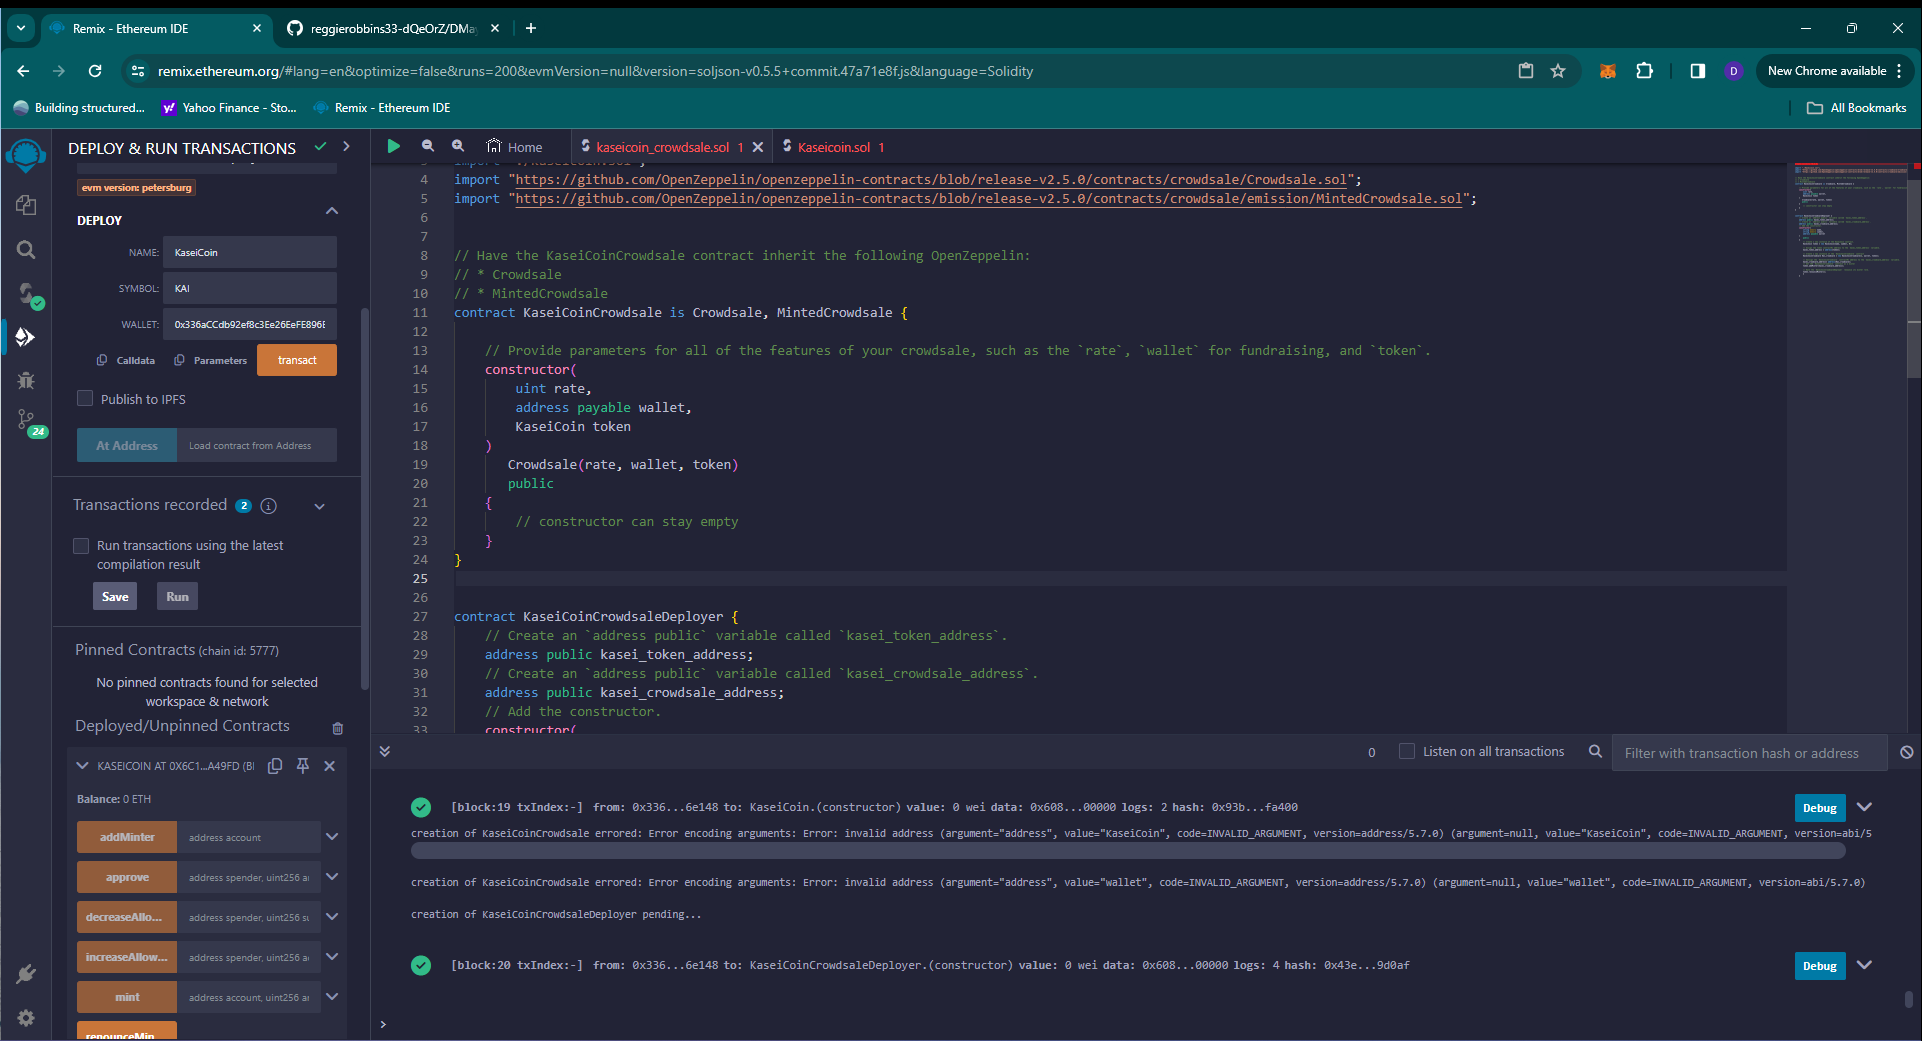 Remix - Ethereum IDE
reggierobbins33-dQeOrZ/DMa
remix.ethereum.org/#lang=en&optimize=false&runs=200&evmVersion=null&version=soljson-v0.5.5+commit.47a71e8f.js&language=Solidity
D
New Chrome available
Building structured...
Yahoo Finance - Sto...
Remix - Ethereum IDE
All Bookmarks
DEPLOY & RUN TRANSACTIONS
evm version: petersburg
DEPLOY
NAME:
KaseiCoin
SYMBOL:
KAI
WALLET:
0x336aCCdb92ef8c3Ee26EeFE896E
Calldata
Parameters
transact
Publish to IPFS
At Address
Load contract from Address
Transactions recorded 2
Run transactions using the latest
compilation result
Save
Run
Pinned Contracts (chain id: 5777)
No pinned contracts found for selected
workspace & network
Deployed/Unpinned Contracts
KASEICOIN AT 0X6C1...A49FD (BI
Balance: 0 ETH
addMinter
address account
approve
address spender, uint256 a
decreaseAllo...
address spender, uint256 su
increaseAllow...
address spender, uint256 a
mint
address account, uint256 a
renounceMin...
24
Home
kaseicoin_crowdsale.sol 1
Kaseicoin.sol 1
4 import "https://github.com/OpenZeppelin/openzeppelin-contracts/blob/release-v2.5.0/contracts/crowdsale/Crowdsale.sol";
5 import "https://github.com/OpenZeppelin/openzeppelin-contracts/blob/release-v2.5.0/contracts/crowdsale/emission/MintedCrowdsale.sol";
6
7
8 // Have the KaseiCoinCrowdsale contract inherit the following OpenZeppelin:
9 // * Crowdsale
10 // * MintedCrowdsale
11 contract KaseiCoinCrowdsale is Crowdsale, MintedCrowdsale {
12
13 // Provide parameters for all of the features of your crowdsale, such as the `rate`, `wallet` for fundraising, and `token`.
14 constructor(
15 uint rate,
16 address payable wallet,
17 KaseiCoin token
18 )
19 Crowdsale(rate, wallet, token)
20 public
21 {
22 // constructor can stay empty
23 }
24 }
25
26
27 contract KaseiCoinCrowdsaleDeployer {
28 // Create an `address public` variable called `kasei_token_address`.
29 address public kasei_token_address;
30 // Create an `address public` variable called `kasei_crowdsale_address`.
31 address public kasei_crowdsale_address;
32 // Add the constructor.
33 constructor(
0
Listen on all transactions
Filter with transaction hash or address
[block:19 txIndex:-] from: 0x336...6e148 to: KaseiCoin.(constructor) value: 0 wei data: 0x608...00000 logs: 2 hash: 0x93b...fa400
Debug
creation of KaseiCoinCrowdsale errored: Error encoding arguments: Error: invalid address (argument="address", value="KaseiCoin", code=INVALID_ARGUMENT, version=address/5.7.0) (argument=null, value="KaseiCoin", code=INVALID_ARGUMENT, version=abi/5
creation of KaseiCoinCrowdsale errored: Error encoding arguments: Error: invalid address (argument="address", value="wallet", code=INVALID_ARGUMENT, version=address/5.7.0) (argument=null, value="wallet", code=INVALID_ARGUMENT, version=abi/5.7.0)
creation of KaseiCoinCrowdsaleDeployer pending...
[block:20 txIndex:-] from: 0x336...6e148 to: KaseiCoinCrowdsaleDeployer.(constructor) value: 0 wei data: 0x608...00000 logs: 4 hash: 0x43e...9d0af
Debug
>